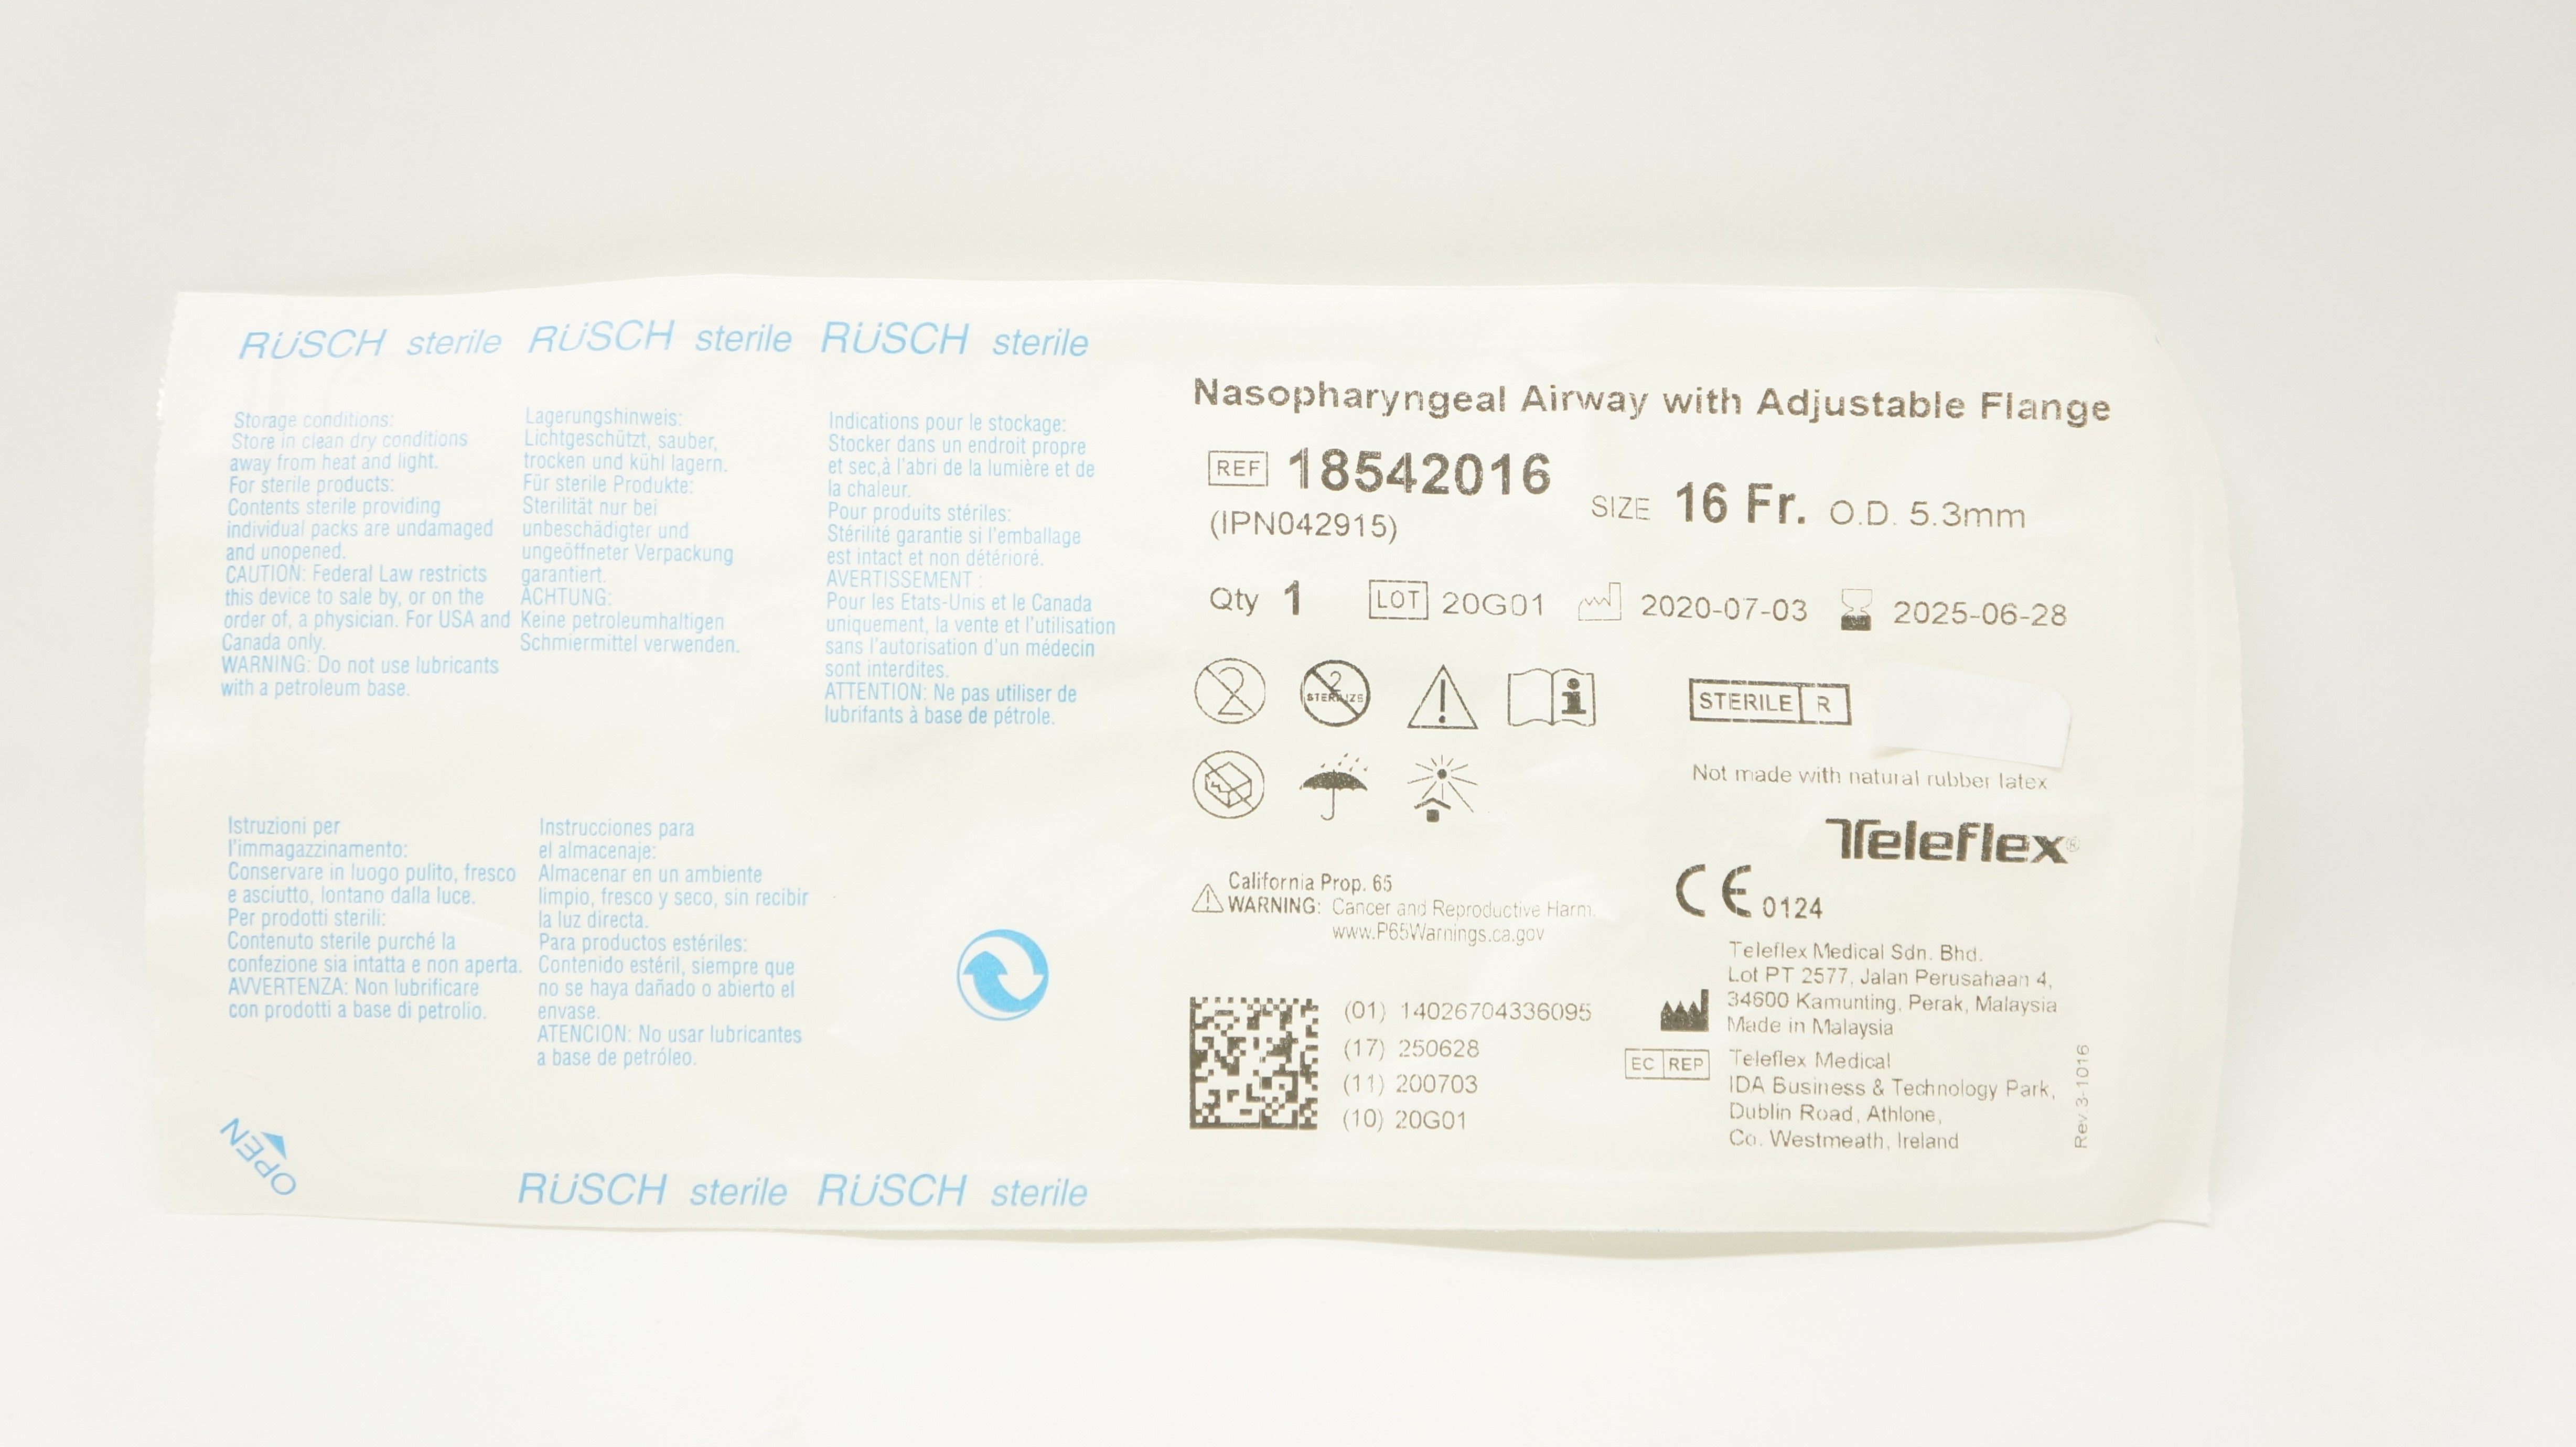 RÜSCH sterile RÜSCH sterile RÜSCH sterile
Storage conditions:
Store in clean dry conditions
away from heat and light.
For sterile products:
Contents sterile providing
individual packs are undamaged
and unopened.
CAUTION: Federal Law restricts
this device to sale by, or on the
order of, a physician. For USA and
Canada only.
WARNING: Do not use lubricants
with a petroleum base.
Lagerungshinweis:
Lichtgeschützt, sauber,
trocken und kühl lagern.
Für sterile Produkte:
Sterilität nur bei
unbeschädigter und
ungeöffneter Verpackung
garantiert.
ACHTUNG:
Keine petroleumhaltigen
Schmiermittel verwenden.
Indications pour le stockage:
Stocker dans un endroit propre
et sec,à l'abri de la lumière et de
la chaleur.
Pour produits stériles:
Stérilité garantie si l'emballage
est intact et non détérioré.
AVERTISSEMENT :
Pour les Etats-Unis et le Canada
uniquement, la vente et l'utilisation
sans l'autorisation d'un médecin
sont interdites.
ATTENTION: Ne pas utiliser de
lubrifants à base de pétrole.
Istruzioni per
l'immagazzinamento:
Conservare in luogo pulito, fresco
e asciutto, lontano dalla luce.
Per prodotti sterili:
Contenuto sterile purché la
confezione sia intatta e non aperta.
AVVERTENZA: Non lubrificare
con prodotti a base di petrolio.
Instrucciones para
el almacenaje:
Almacenar en un ambiente
limpio, fresco y seco, sin recibir
la luz directa.
Para productos estériles:
Contenido estéril, siempre que
no se haya dañado o abierto el
envase.
ATENCION: No usar lubricantes
a base de petróleo.
OPEN
RÜSCH sterile RÜSCH sterile
Nasopharyngeal Airway with Adjustable Flange
REF 18542016
(IPN042915)
SIZE 16 Fr. O.D. 5.3mm
Qty 1 LOT 20G01 2020-07-03 2025-06-28
2
2
STERILIZE
STERILE R
Not made with natural rubber latex
Teleflex®
CE 0124
California Prop. 65
WARNING: Cancer and Reproductive Harm.
www.P65Warnings.ca.gov
(01) 14026704336095
(17) 250628
(11) 200703
(10) 20G01
Teleflex Medical Sdn. Bhd.
Lot PT 2577, Jalan Perusahaan 4,
34600 Kamunting, Perak, Malaysia
Made in Malaysia
EC REP
Teleflex Medical
IDA Business & Technology Park,
Dublin Road, Athlone,
Co. Westmeath, Ireland
Rev.3-1016